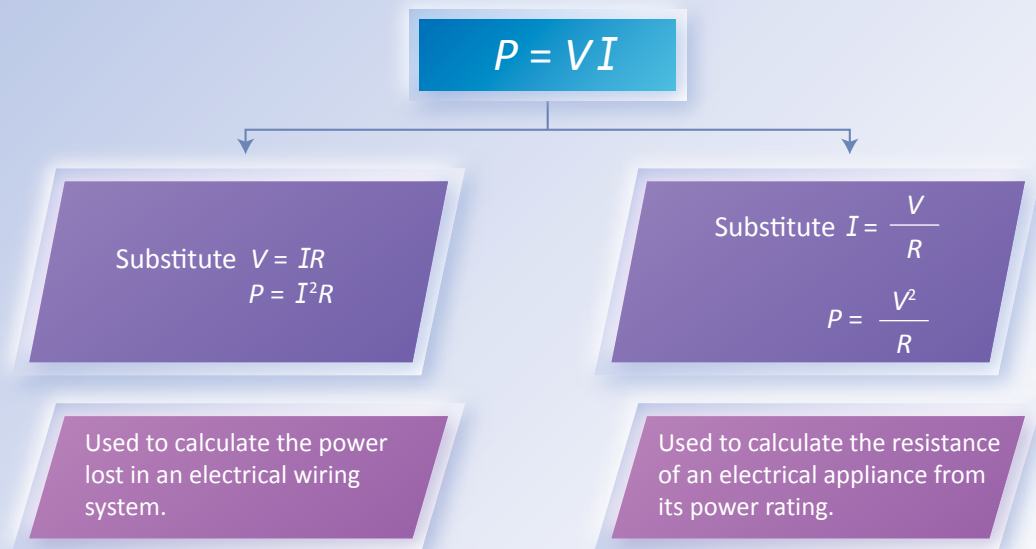 P = VI
Substitute V = IR
P = I²R
Substitute I = V/R
P = V²/R
Used to calculate the power
lost in an electrical wiring
system.
Used to calculate the resistance
of an electrical appliance from
its power rating.